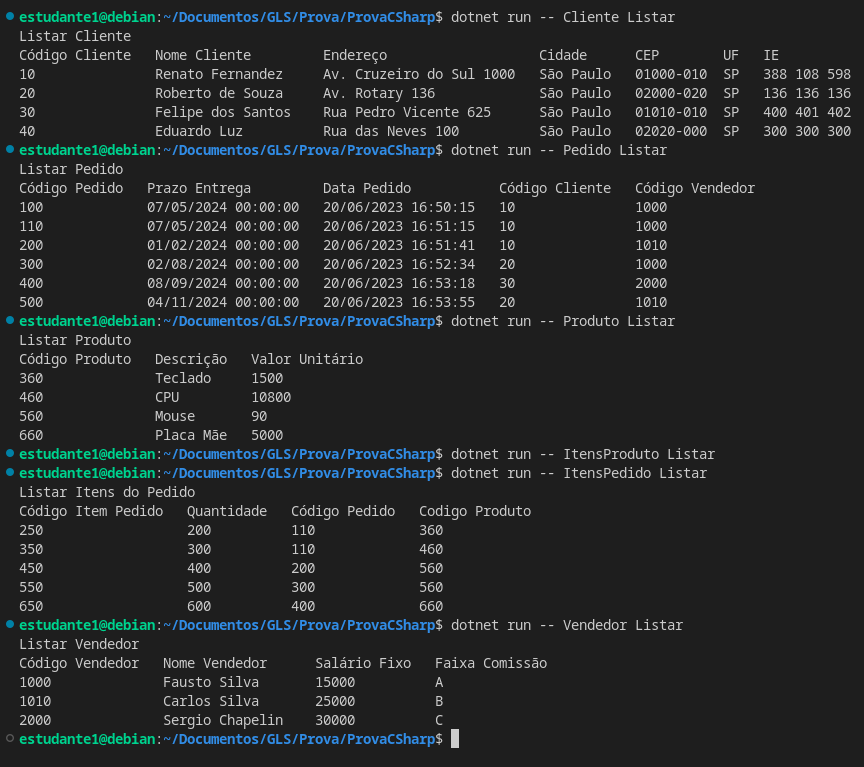 estudante1@debian:~/Documentos/GLS/Prova/ProvaCSharp$ dotnet run -- Cliente Listar
Listar Cliente
Código Cliente   Nome Cliente         Endereço                   Cidade      CEP        UF   IE
10               Renato Fernandez     Av. Cruzeiro do Sul 1000   São Paulo   01000-010  SP   388 108 598
20               Roberto de Souza     Av. Rotary 136             São Paulo   02000-020  SP   136 136 136
30               Felipe dos Santos    Rua Pedro Vicente 625      São Paulo   01010-010  SP   400 401 402
40               Eduardo Luz          Rua das Neves 100          São Paulo   02020-000  SP   300 300 300
estudante1@debian:~/Documentos/GLS/Prova/ProvaCSharp$ dotnet run -- Pedido Listar
Listar Pedido
Código Pedido   Prazo Entrega         Data Pedido           Código Cliente   Código Vendedor
100             07/05/2024 00:00:00   20/06/2023 16:50:15   10               1000
110             07/05/2024 00:00:00   20/06/2023 16:51:15   10               1000
200             01/02/2024 00:00:00   20/06/2023 16:51:41   10               1010
300             02/08/2024 00:00:00   20/06/2023 16:52:34   20               1000
400             08/09/2024 00:00:00   20/06/2023 16:53:18   30               2000
500             04/11/2024 00:00:00   20/06/2023 16:53:55   20               1010
estudante1@debian:~/Documentos/GLS/Prova/ProvaCSharp$ dotnet run -- Produto Listar
Listar Produto
Código Produto   Descrição   Valor Unitário
360              Teclado     1500
460              CPU         10800
560              Mouse       90
660              Placa Mãe   5000
estudante1@debian:~/Documentos/GLS/Prova/ProvaCSharp$ dotnet run -- ItensProduto Listar
estudante1@debian:~/Documentos/GLS/Prova/ProvaCSharp$ dotnet run -- ItensPedido Listar
Listar Itens do Pedido
Código Item Pedido   Quantidade   Código Pedido   Codigo Produto
250                  200          110             360
350                  300          110             460
450                  400          200             560
550                  500          300             560
650                  600          400             660
estudante1@debian:~/Documentos/GLS/Prova/ProvaCSharp$ dotnet run -- Vendedor Listar
Listar Vendedor
Código Vendedor   Nome Vendedor      Salário Fixo   Faixa Comissão
1000              Fausto Silva       15000          A
1010              Carlos Silva       25000          B
2000              Sergio Chapelin    30000          C
estudante1@debian:~/Documentos/GLS/Prova/ProvaCSharp$